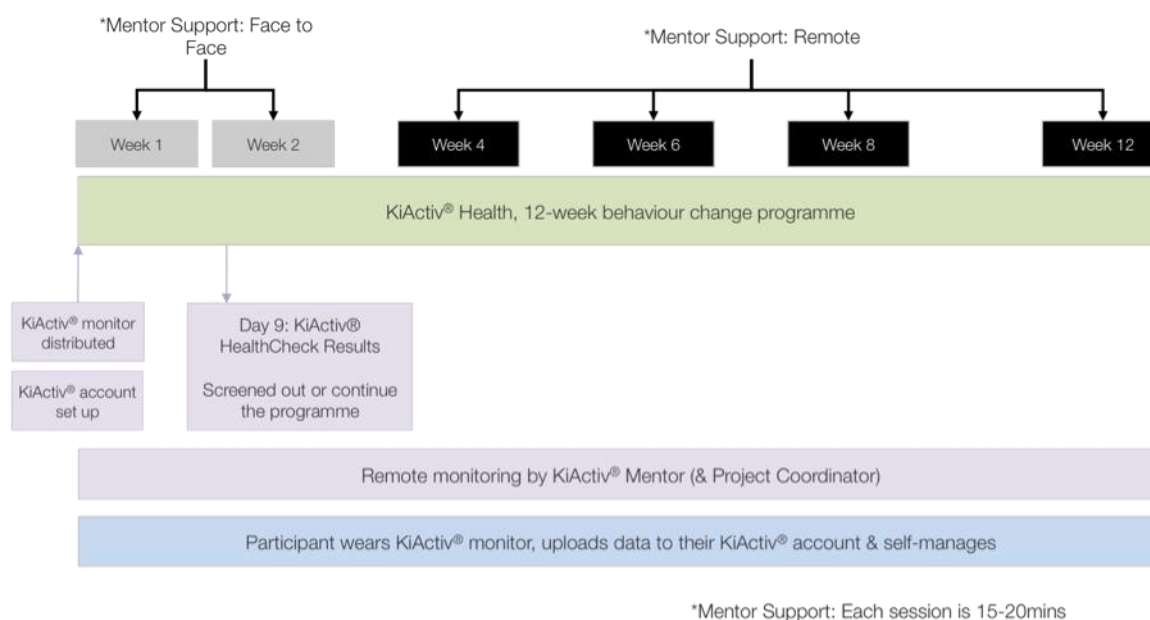 *Mentor Support: Face to
Face
*Mentor Support: Remote
Week 1
Week 2
Week 4
Week 6
Week 8
Week 12
KiActiv® Health, 12-week behaviour change programme
KiActiv® monitor
distributed
KiActiv® account
set up
Day 9: KiActiv®
HealthCheck Results
Screened out or continue
the programme
Remote monitoring by KiActiv® Mentor (& Project Coordinator)
Participant wears KiActiv® monitor, uploads data to their KiActiv® account & self-manages
*Mentor Support: Each session is 15-20mins